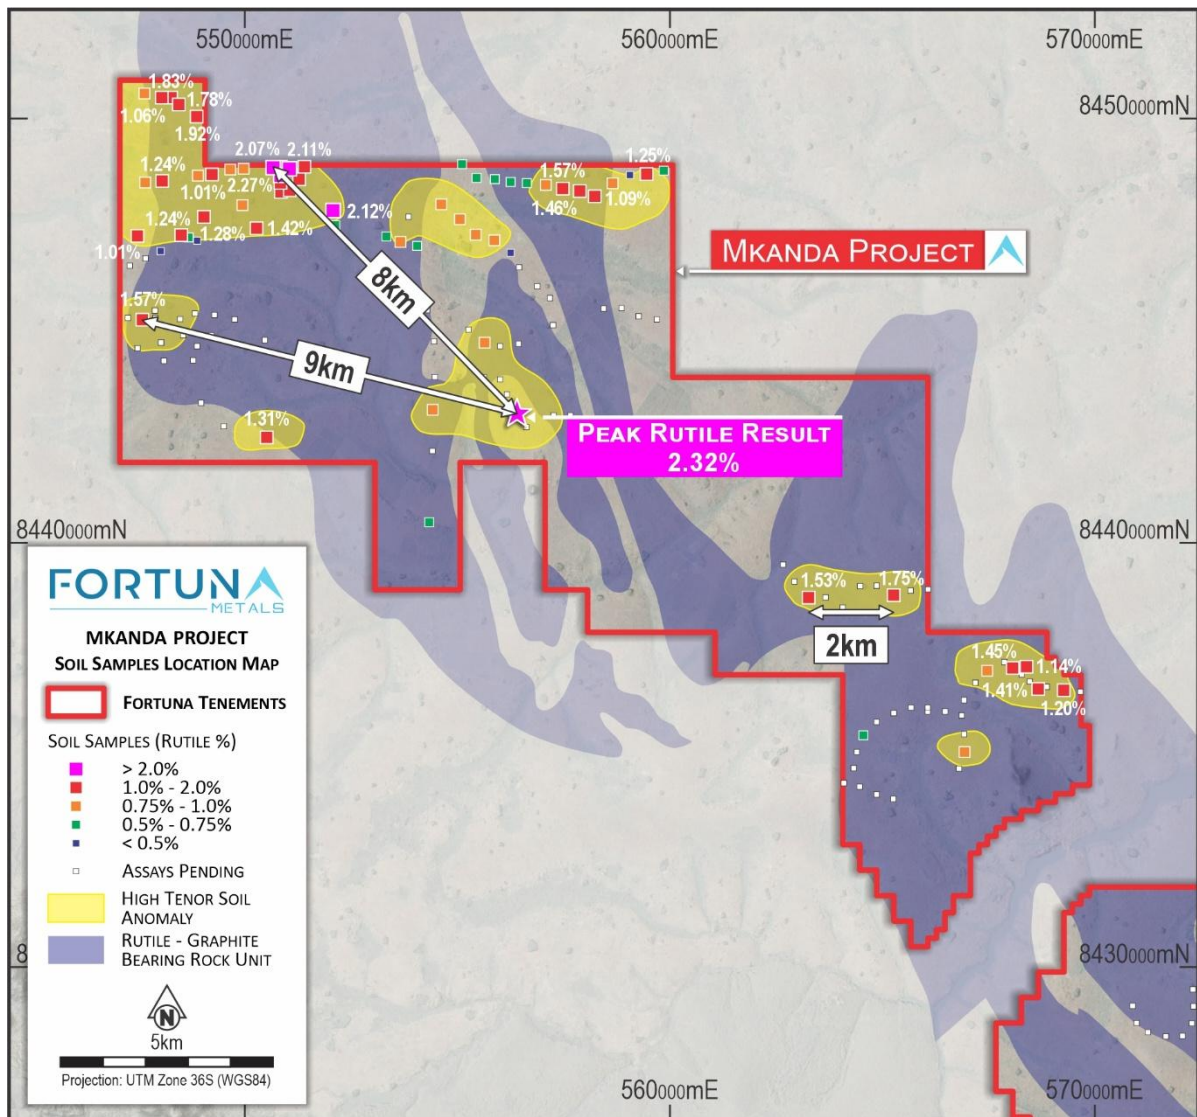 550000mE
560000mE
570000mE
8450000mN
1.83%
1.06%
1.78%
1.92%
2.07%
2.11%
1.24%
1.01%
2.27%
2.12%
1.24%
1.28%
1.42%
1.01%
1.57%
1.25%
1.46%
1.09%
MKANDA PROJECT
8km
1.57%
9km
1.31%
PEAK RUTILE RESULT
2.32%
8440000mN
8440000mN
1.53%
1.75%
2km
1.45%
1.14%
1.41%
1.20%
FORTUNA
METALS
MKANDA PROJECT
SOIL SAMPLES LOCATION MAP
FORTUNA TENEMENTS
SOIL SAMPLES (RUTILE %)
> 2.0%
1.0% - 2.0%
0.75% - 1.0%
0.5% - 0.75%
< 0.5%
ASSAYS PENDING
HIGH TENOR SOIL
ANOMALY
RUTILE - GRAPHITE
BEARING ROCK UNIT
N
5km
Projection: UTM Zone 36S (WGS84)
8
8430000mN
560000mE
570000mE